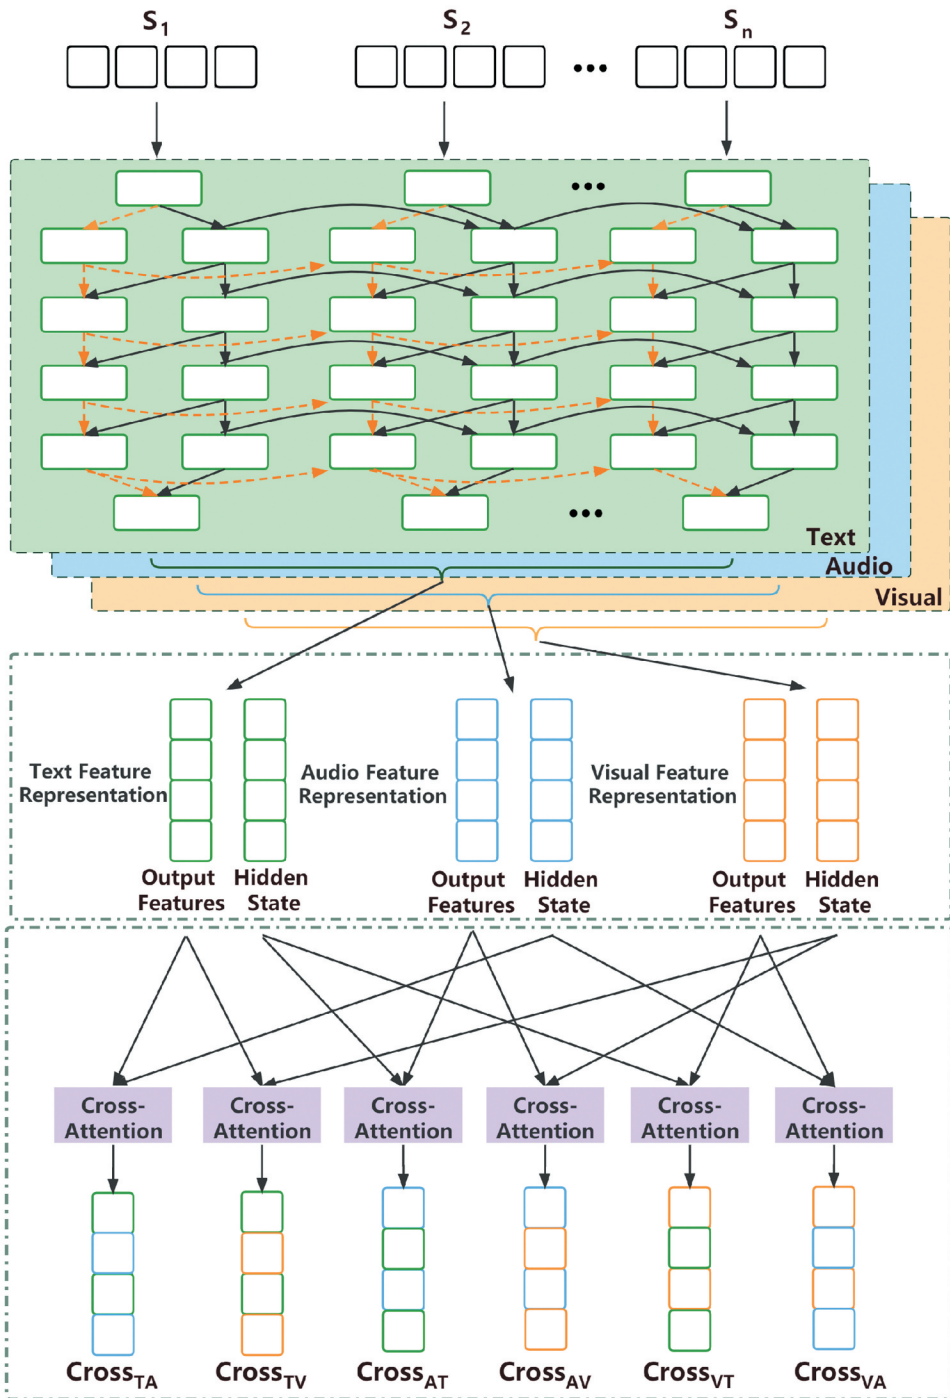 S1 S2 Sn
•••
•••
•••
Text
Audio
Visual
Text Feature
Representation
Audio Feature
Representation
Visual Feature
Representation
Output
Features
Hidden
State
Output
Features
Hidden
State
Output
Features
Hidden
State
Cross-
Attention
Cross-
Attention
Cross-
Attention
Cross-
Attention
Cross-
Attention
Cross-
Attention
CrossTA
CrossTV
CrossAT
CrossAV
CrossVT
CrossVA